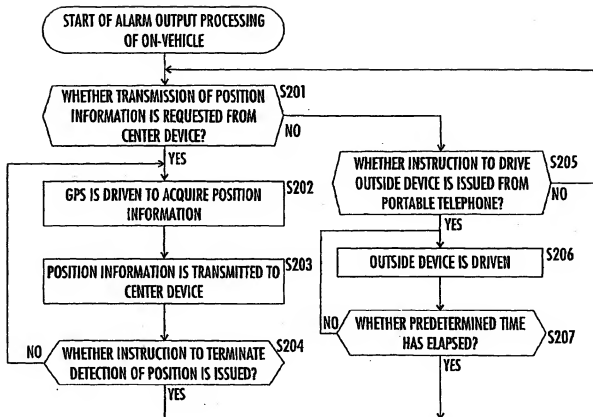 START OF ALARM OUTPUT PROCESSING
OF ON-VEHICLE
S201
WHETHER TRANSMISSION OF POSITION
INFORMATION IS REQUESTED FROM
CENTER DEVICE?
NO
YES
S202
GPS IS DRIVEN TO ACQUIRE POSITION
INFORMATION
S203
POSITION INFORMATION IS TRANSMITTED TO
CENTER DEVICE
S204
NO
WHETHER INSTRUCTION TO TERMINATE
DETECTION OF POSITION IS ISSUED?
YES
S205
WHETHER INSTRUCTION TO DRIVE
OUTSIDE DEVICE IS ISSUED FROM
PORTABLE TELEPHONE?
NO
YES
S206
OUTSIDE DEVICE IS DRIVEN
NO
WHETHER PREDETERMINED TIME
HAS ELAPSED?
S207
YES